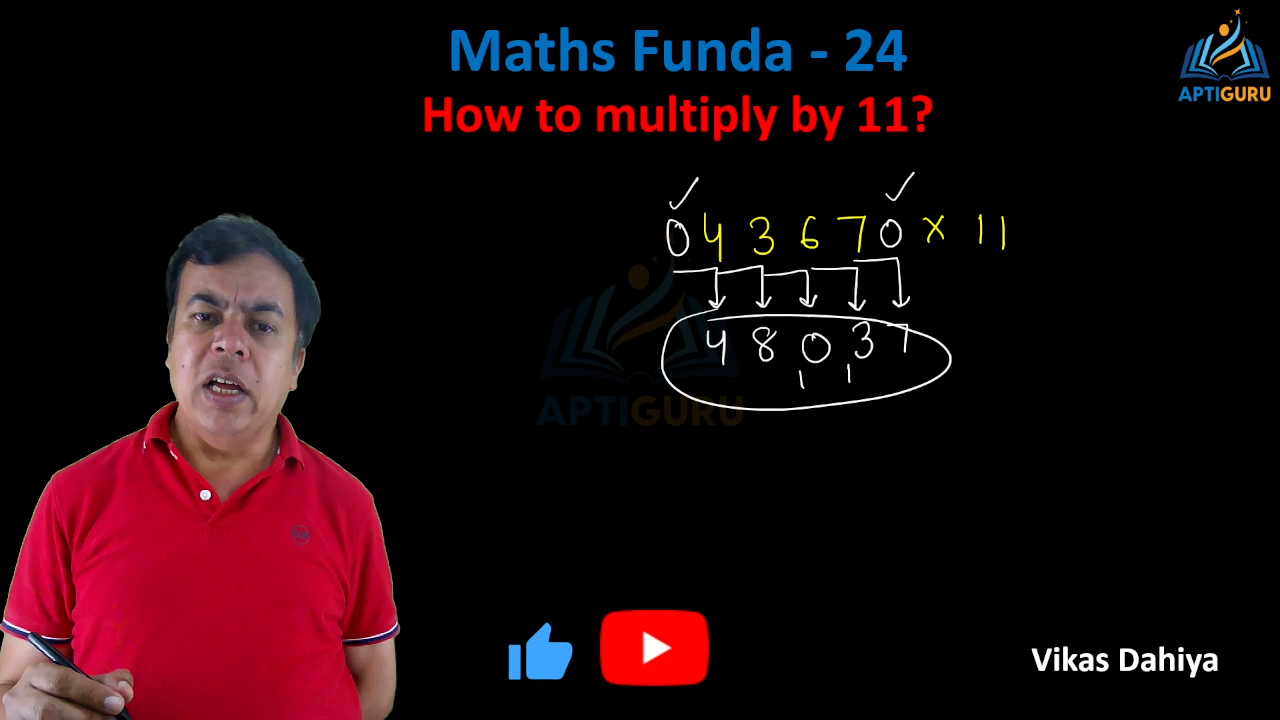 Maths Funda - 24
APTIGURU
How to multiply by 11?
0 4 3 6 7 0 x 11
4 8 0 3 7
1 1
APTIGURU
Vikas Dahiya